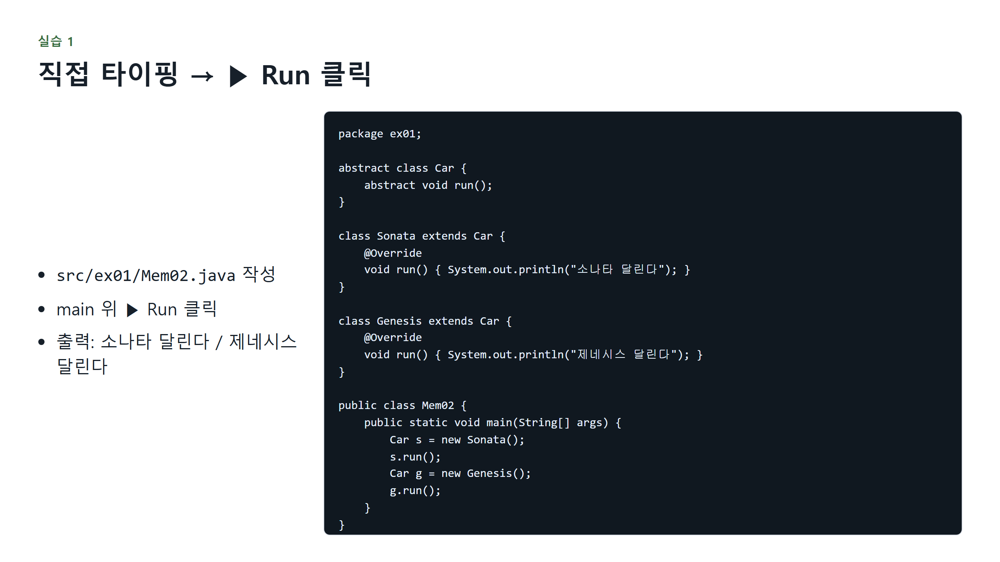 실습 1
직접 타이핑 → ▶ Run 클릭
• src/ex01/Mem02.java 작성
• main 위 ▶ Run 클릭
• 출력: 소나타 달린다 / 제네시스
달린다
package ex01;

abstract class Car {
    abstract void run();
}

class Sonata extends Car {
    @Override
    void run() { System.out.println("소나타 달린다"); }
}

class Genesis extends Car {
    @Override
    void run() { System.out.println("제네시스 달린다"); }
}

public class Mem02 {
    public static void main(String[] args) {
        Car s = new Sonata();
        s.run();
        Car g = new Genesis();
        g.run();
    }
}